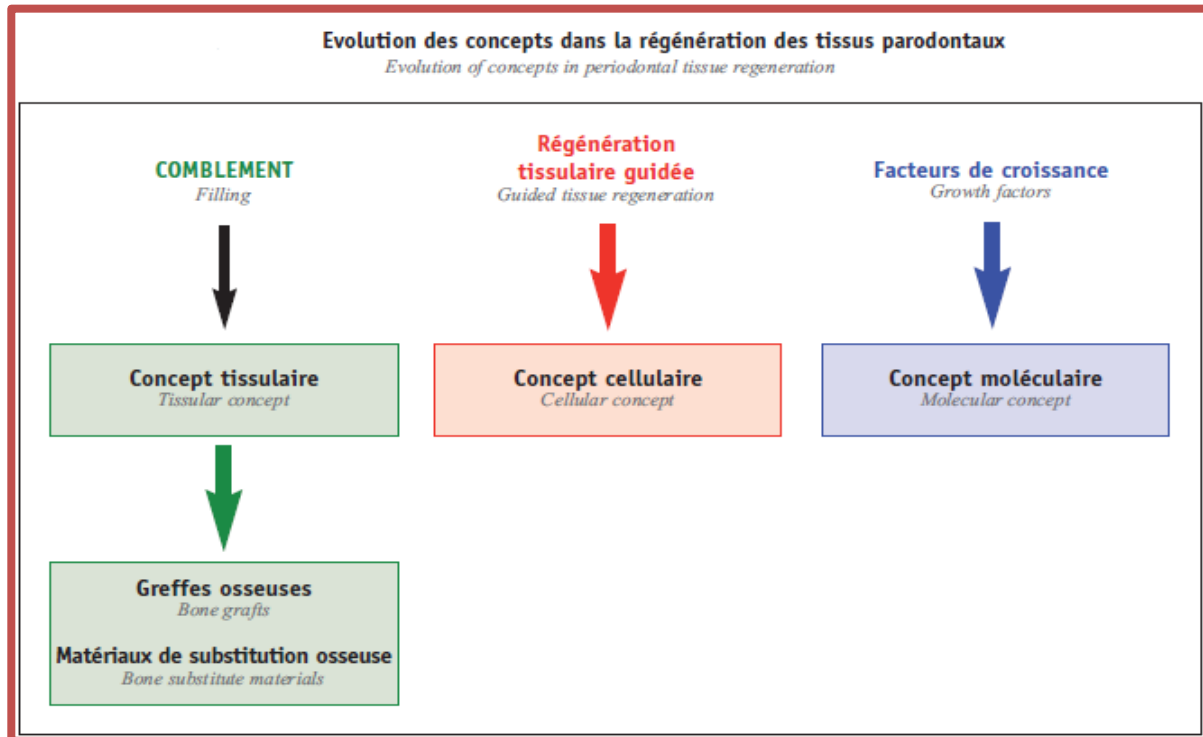 Evolution des concepts dans la régénération des tissus parodontaux
Evolution of concepts in periodontal tissue regeneration
COMBLEMENT
Filling
Régénération
tissulaire guidée
Guided tissue regeneration
Facteurs de croissance
Growth factors
Concept tissulaire
Tissular concept
Concept cellulaire
Cellular concept
Concept moléculaire
Molecular concept
Greffes osseuses
Bone grafts
Matériaux de substitution osseuse
Bone substitute materials